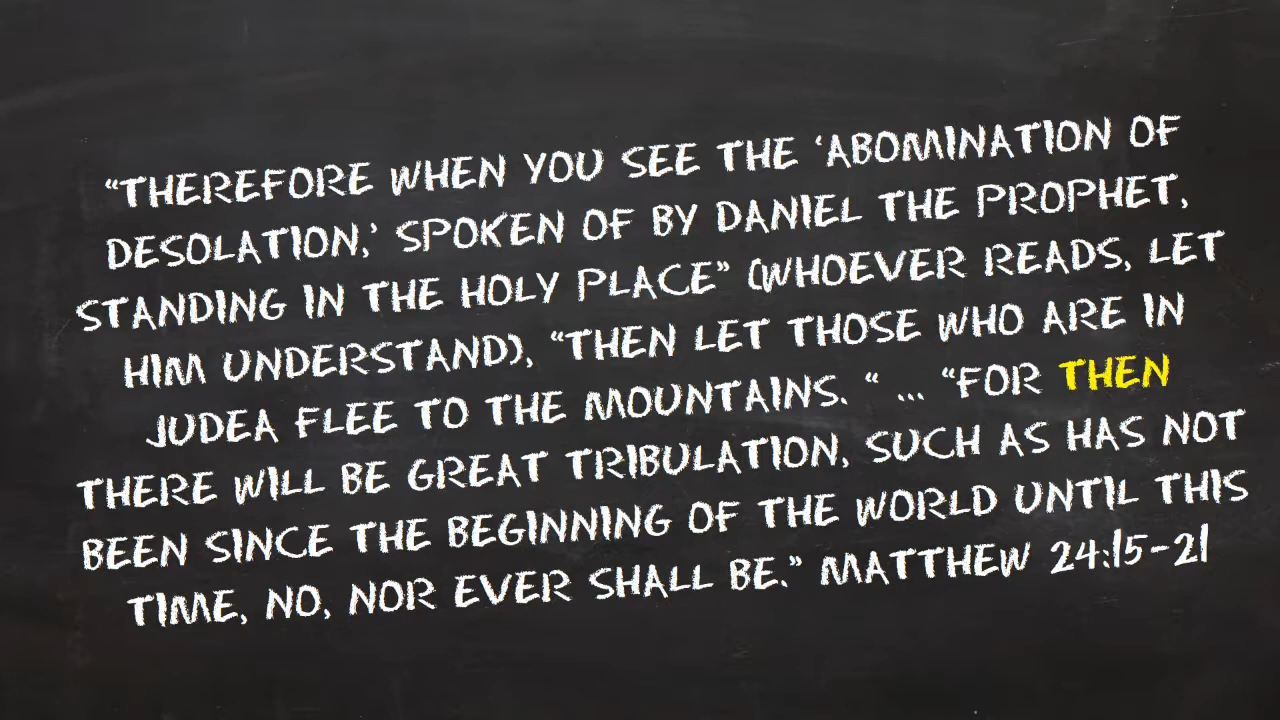 “THEREFORE WHEN YOU SEE THE ‘ABOMINATION OF
DESOLATION,’ SPOKEN OF BY DANIEL THE PROPHET,
STANDING IN THE HOLY PLACE” (WHOEVER READS, LET
HIM UNDERSTAND), “THEN LET THOSE WHO ARE IN
JUDEA FLEE TO THE MOUNTAINS. “ ... “FOR THEN
THERE WILL BE GREAT TRIBULATION, SUCH AS HAS NOT
BEEN SINCE THE BEGINNING OF THE WORLD UNTIL THIS
TIME, NO, NOR EVER SHALL BE.” MATTHEW 24:15-21